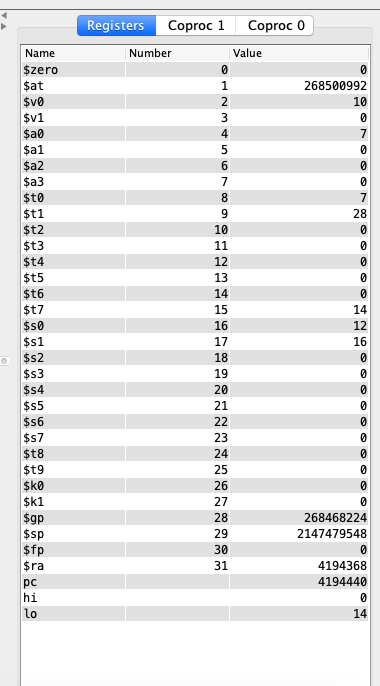 Registers Coproc 1 Coproc 0
Name Number Value
$zero 0 0
$at 1 268500992
$v0 2 10
$v1 3 0
$a0 4 7
$a1 5 0
$a2 6 0
$a3 7 0
$t0 8 7
$t1 9 28
$t2 10 0
$t3 11 0
$t4 12 0
$t5 13 0
$t6 14 0
$t7 15 14
$s0 16 12
$s1 17 16
$s2 18 0
$s3 19 0
$s4 20 0
$s5 21 0
$s6 22 0
$s7 23 0
$t8 24 0
$t9 25 0
$k0 26 0
$k1 27 0
$gp 28 268468224
$sp 29 2147479548
$fp 30 0
$ra 31 4194368
pc 4194440
hi 0
lo 14